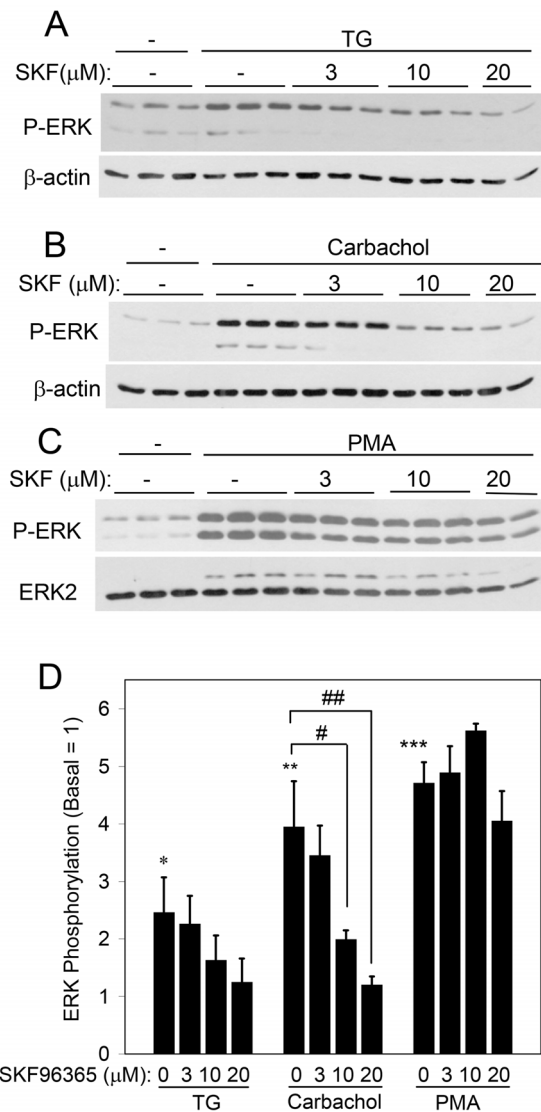 A
- TG
SKF(μM): - - 3 10 20
P-ERK
β-actin
B
- Carbachol
SKF (μM): - - 3 10 20
P-ERK
β-actin
C
- PMA
SKF (μM): - - 3 10 20
P-ERK
ERK2
D
ERK Phosphorylation (Basal = 1)
6
5
4
3
2
1
0
*
**
#
##
***
SKF96365 (μM): 0 3 10 20 0 3 10 20 0 3 10 20
TG Carbachol PMA